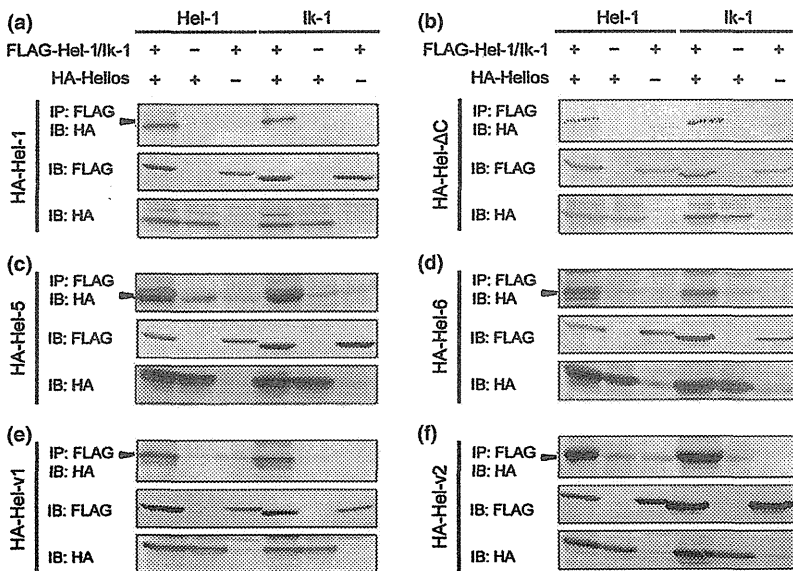 (a)
Hel-1 Ik-1
FLAG-Hel-1/Ik-1 + − + + − +
HA-Helios + + − + + −
HA-Hel-1
IP: FLAG
IB: HA
IB: FLAG
IB: HA
(b)
Hel-1 Ik-1
FLAG-Hel-1/Ik-1 + − + + − +
HA-Helios + + − + + −
HA-Hel-ΔC
IP: FLAG
IB: HA
IB: FLAG
IB: HA
(c)
HA-Hel-5
IP: FLAG
IB: HA
IB: FLAG
IB: HA
(d)
HA-Hel-6
IP: FLAG
IB: HA
IB: FLAG
IB: HA
(e)
HA-Hel-v1
IP: FLAG
IB: HA
IB: FLAG
IB: HA
(f)
HA-Hel-v2
IP: FLAG
IB: HA
IB: FLAG
IB: HA